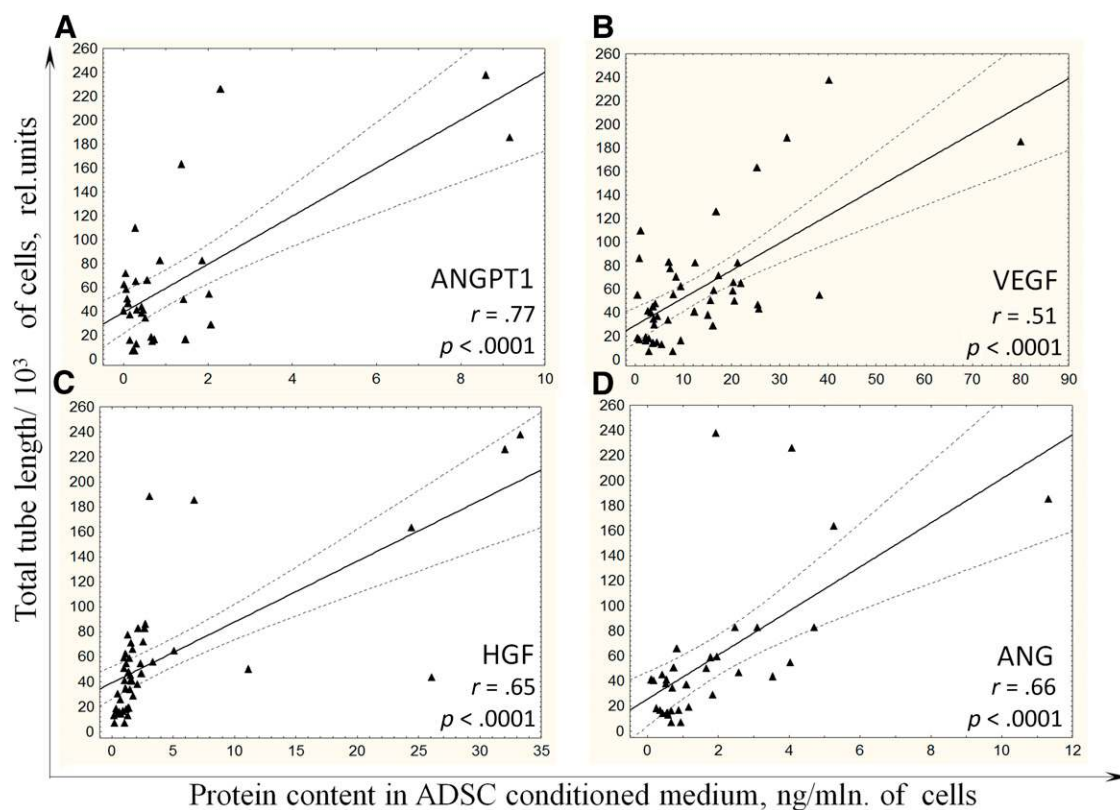 A
260
240
220
200
180
160
140
120
100
80
60
40
20
0
ANGPT1
r = .77
p < .0001
0 2 4 6 8 10
B
260
240
220
200
180
160
140
120
100
80
60
40
20
0
VEGF
r = .51
p < .0001
0 10 20 30 40 50 60 70 80 90
C
260
240
220
200
180
160
140
120
100
80
60
40
20
0
HGF
r = .65
p < .0001
0 5 10 15 20 25 30 35
D
260
240
220
200
180
160
140
120
100
80
60
40
20
0
ANG
r = .66
p < .0001
0 2 4 6 8 10 12
Total tube length/ 10³ of cells, rel.units
Protein content in ADSC conditioned medium, ng/mln. of cells